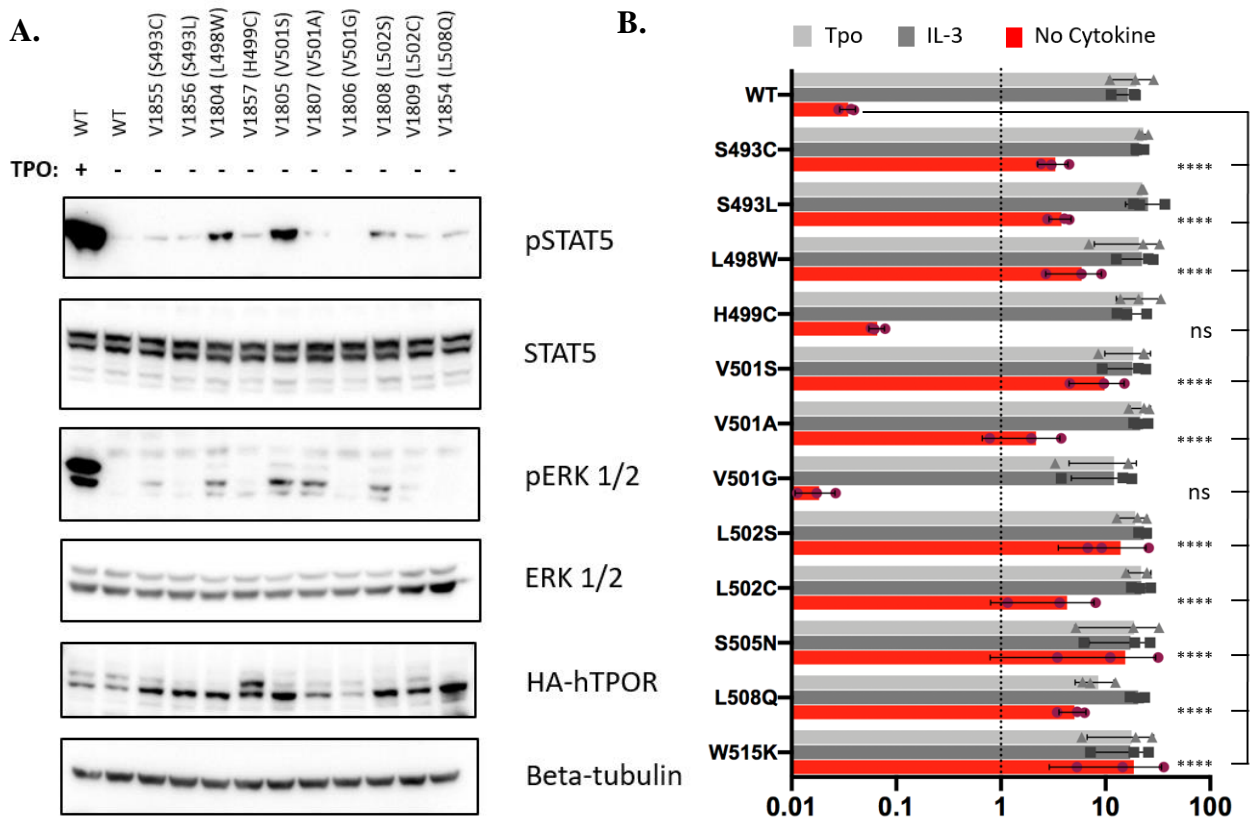 A.
WT
WT
V1855 (S493C)
V1856 (S493L)
V1804 (L498W)
V1857 (H499C)
V1805 (V501S)
V1807 (V501A)
V1806 (V501G)
V1808 (L502S)
V1809 (L502C)
V1854 (L508Q)
TPO: + - - - - - - - - - - -
pSTAT5
STAT5
pERK 1/2
ERK 1/2
HA-hTPOR
Beta-tubulin
B.
Tpo IL-3 No Cytokine
WT
S493C ****
S493L ****
L498W ****
H499C ns
V501S ****
V501A ****
V501G ns
L502S ****
L502C ****
S505N ****
L508Q ****
W515K ****
0.01 0.1 1 10 100